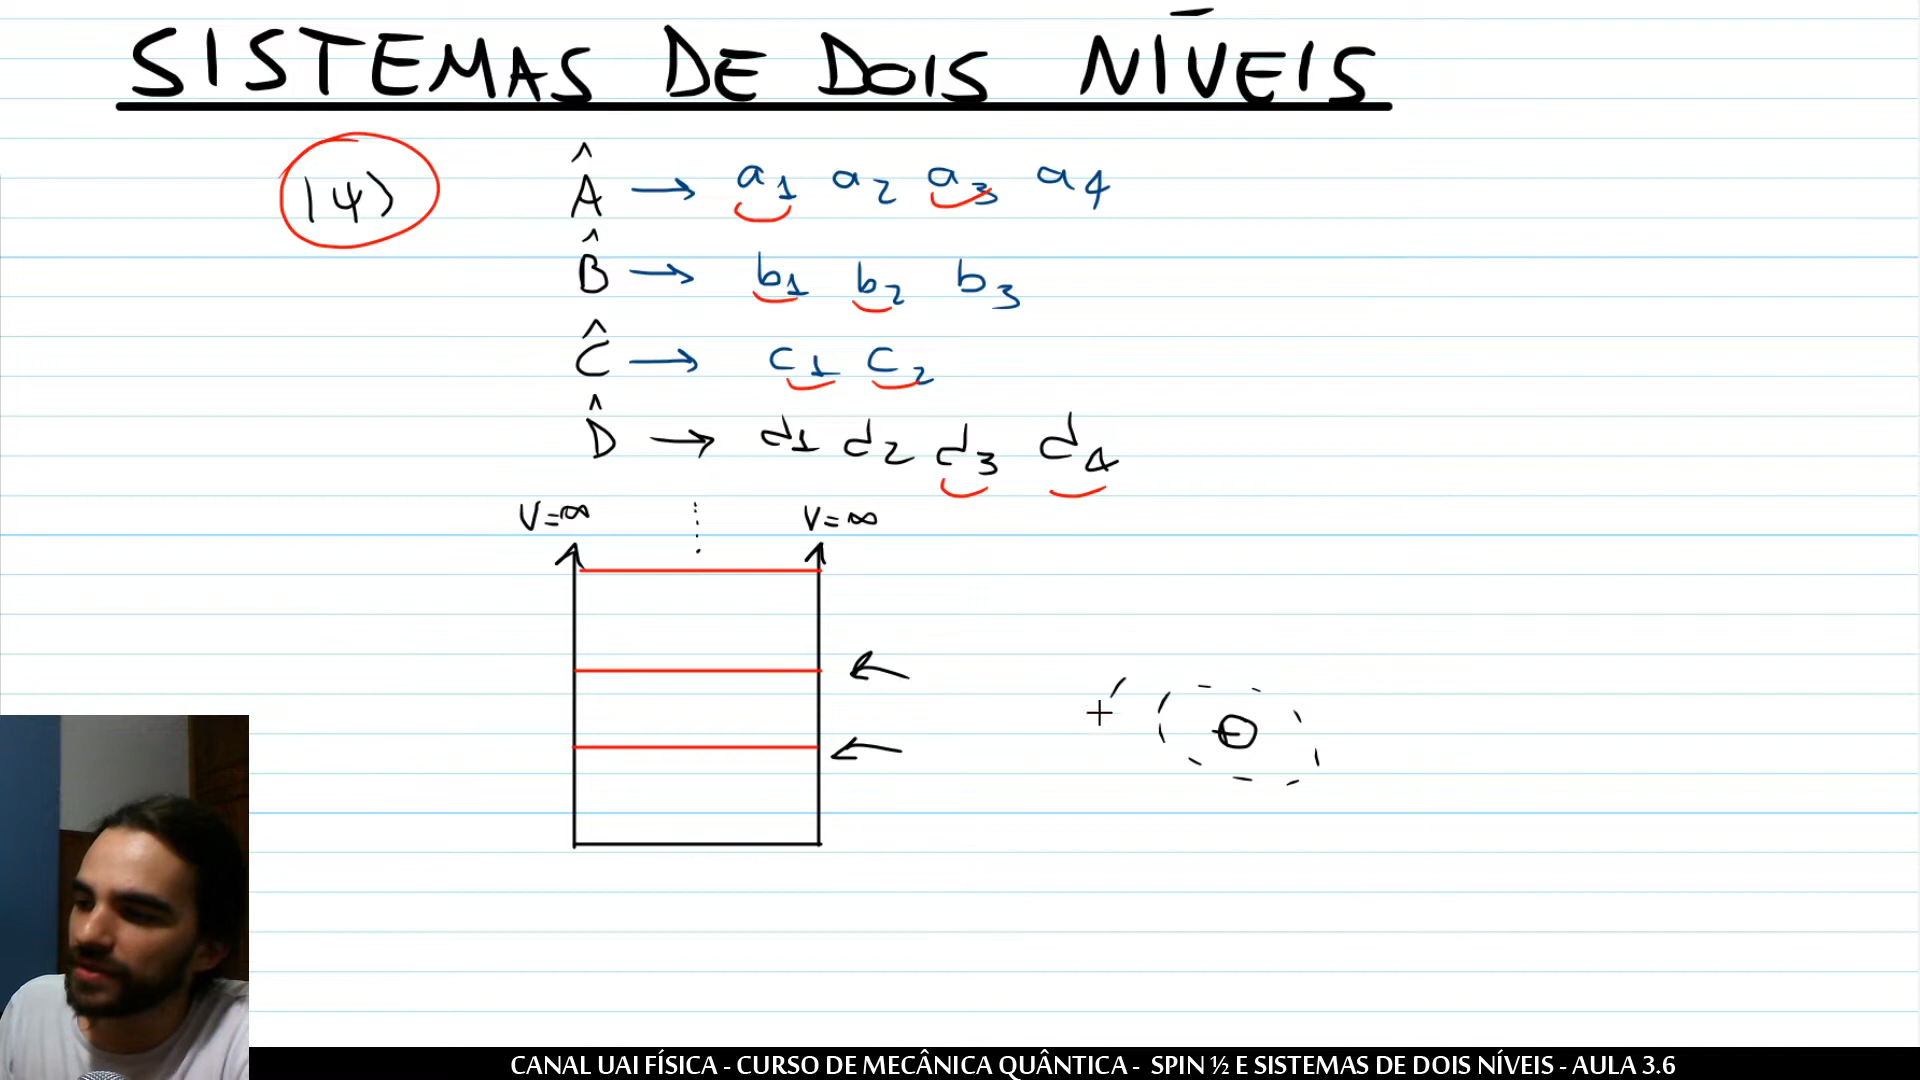 SISTEMAS DE DOIS NÍVEIS
|ψ⟩
Â → a1 a2 a3 a4
B̂ → b1 b2 b3
Ĉ → c1 c2
D̂ → d1 d2 d3 d4
V=∞ V=∞
+
CANAL UAI FÍSICA - CURSO DE MECÂNICA QUÂNTICA - SPIN ½ E SISTEMAS DE DOIS NÍVEIS - AULA 3.6